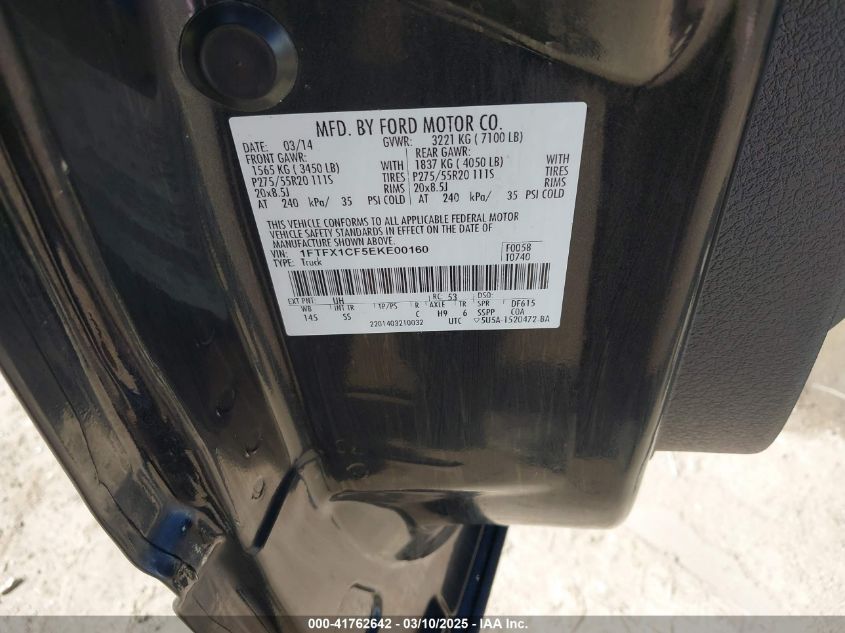 MFD. BY FORD MOTOR CO.
DATE: 03/14 GVWR: 3221 KG ( 7100 LB)
FRONT GAWR: REAR GAWR:
1565 KG ( 3450 LB) WITH 1837 KG ( 4050 LB) WITH
P275/55R20 111S TIRES P275/55R20 111S TIRES
20x8.5J RIMS 20x8.5J RIMS
AT 240 kPa/ 35 PSI COLD AT 240 kPa/ 35 PSI COLD
THIS VEHICLE CONFORMS TO ALL APPLICABLE FEDERAL MOTOR
VEHICLE SAFETY STANDARDS IN EFFECT ON THE DATE OF
MANUFACTURE SHOWN ABOVE.
VIN: 1FTFX1CF5EKE00160 F0058
TYPE: Truck T0740
EXT PNT: UH RC: 53 DSO:
WB INT TR TP/PS R AXLE TR SPR DF615
145 SS C H9 6 SSPP COA
2201403210032 UTC 5U5A-1520472-BA
000-41762642 - 03/10/2025 - IAA Inc.